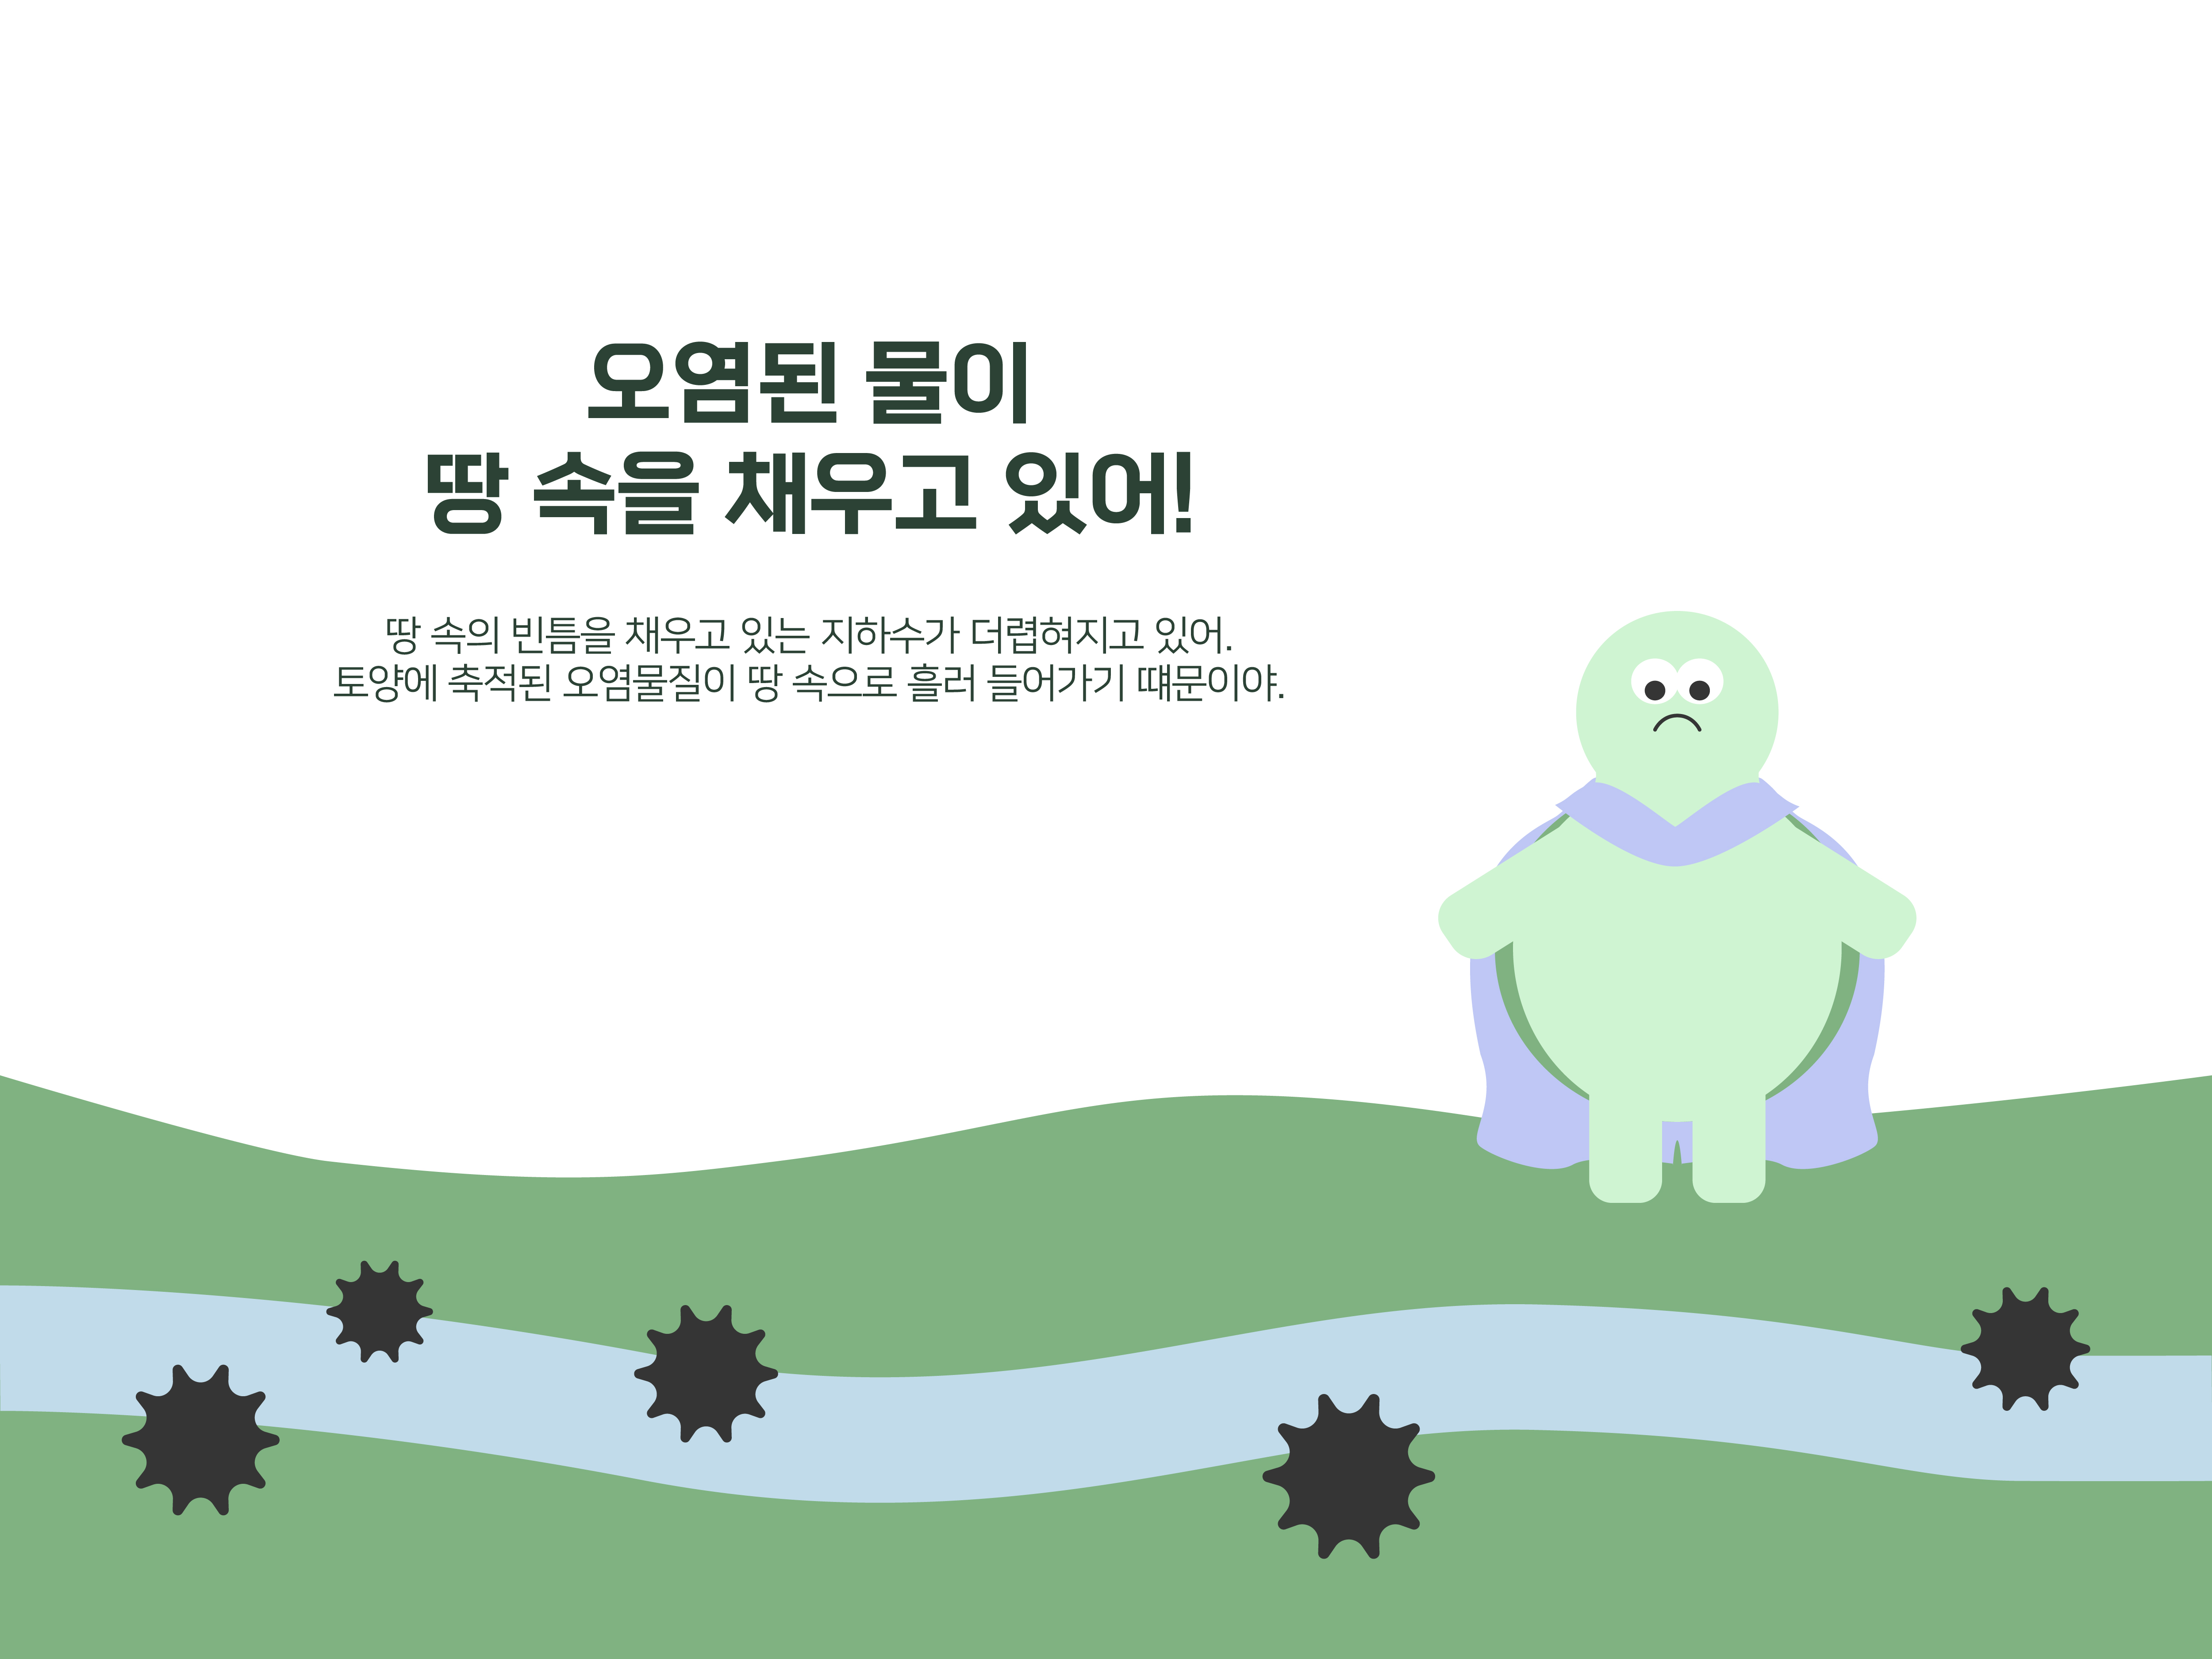 오염된 물이
땅 속을 채우고 있어!
땅 속의 빈틈을 채우고 있는 지하수가 더럽혀지고 있어.
토양에 축적된 오염물질이 땅 속으로 흘러 들어가기 때문이야.